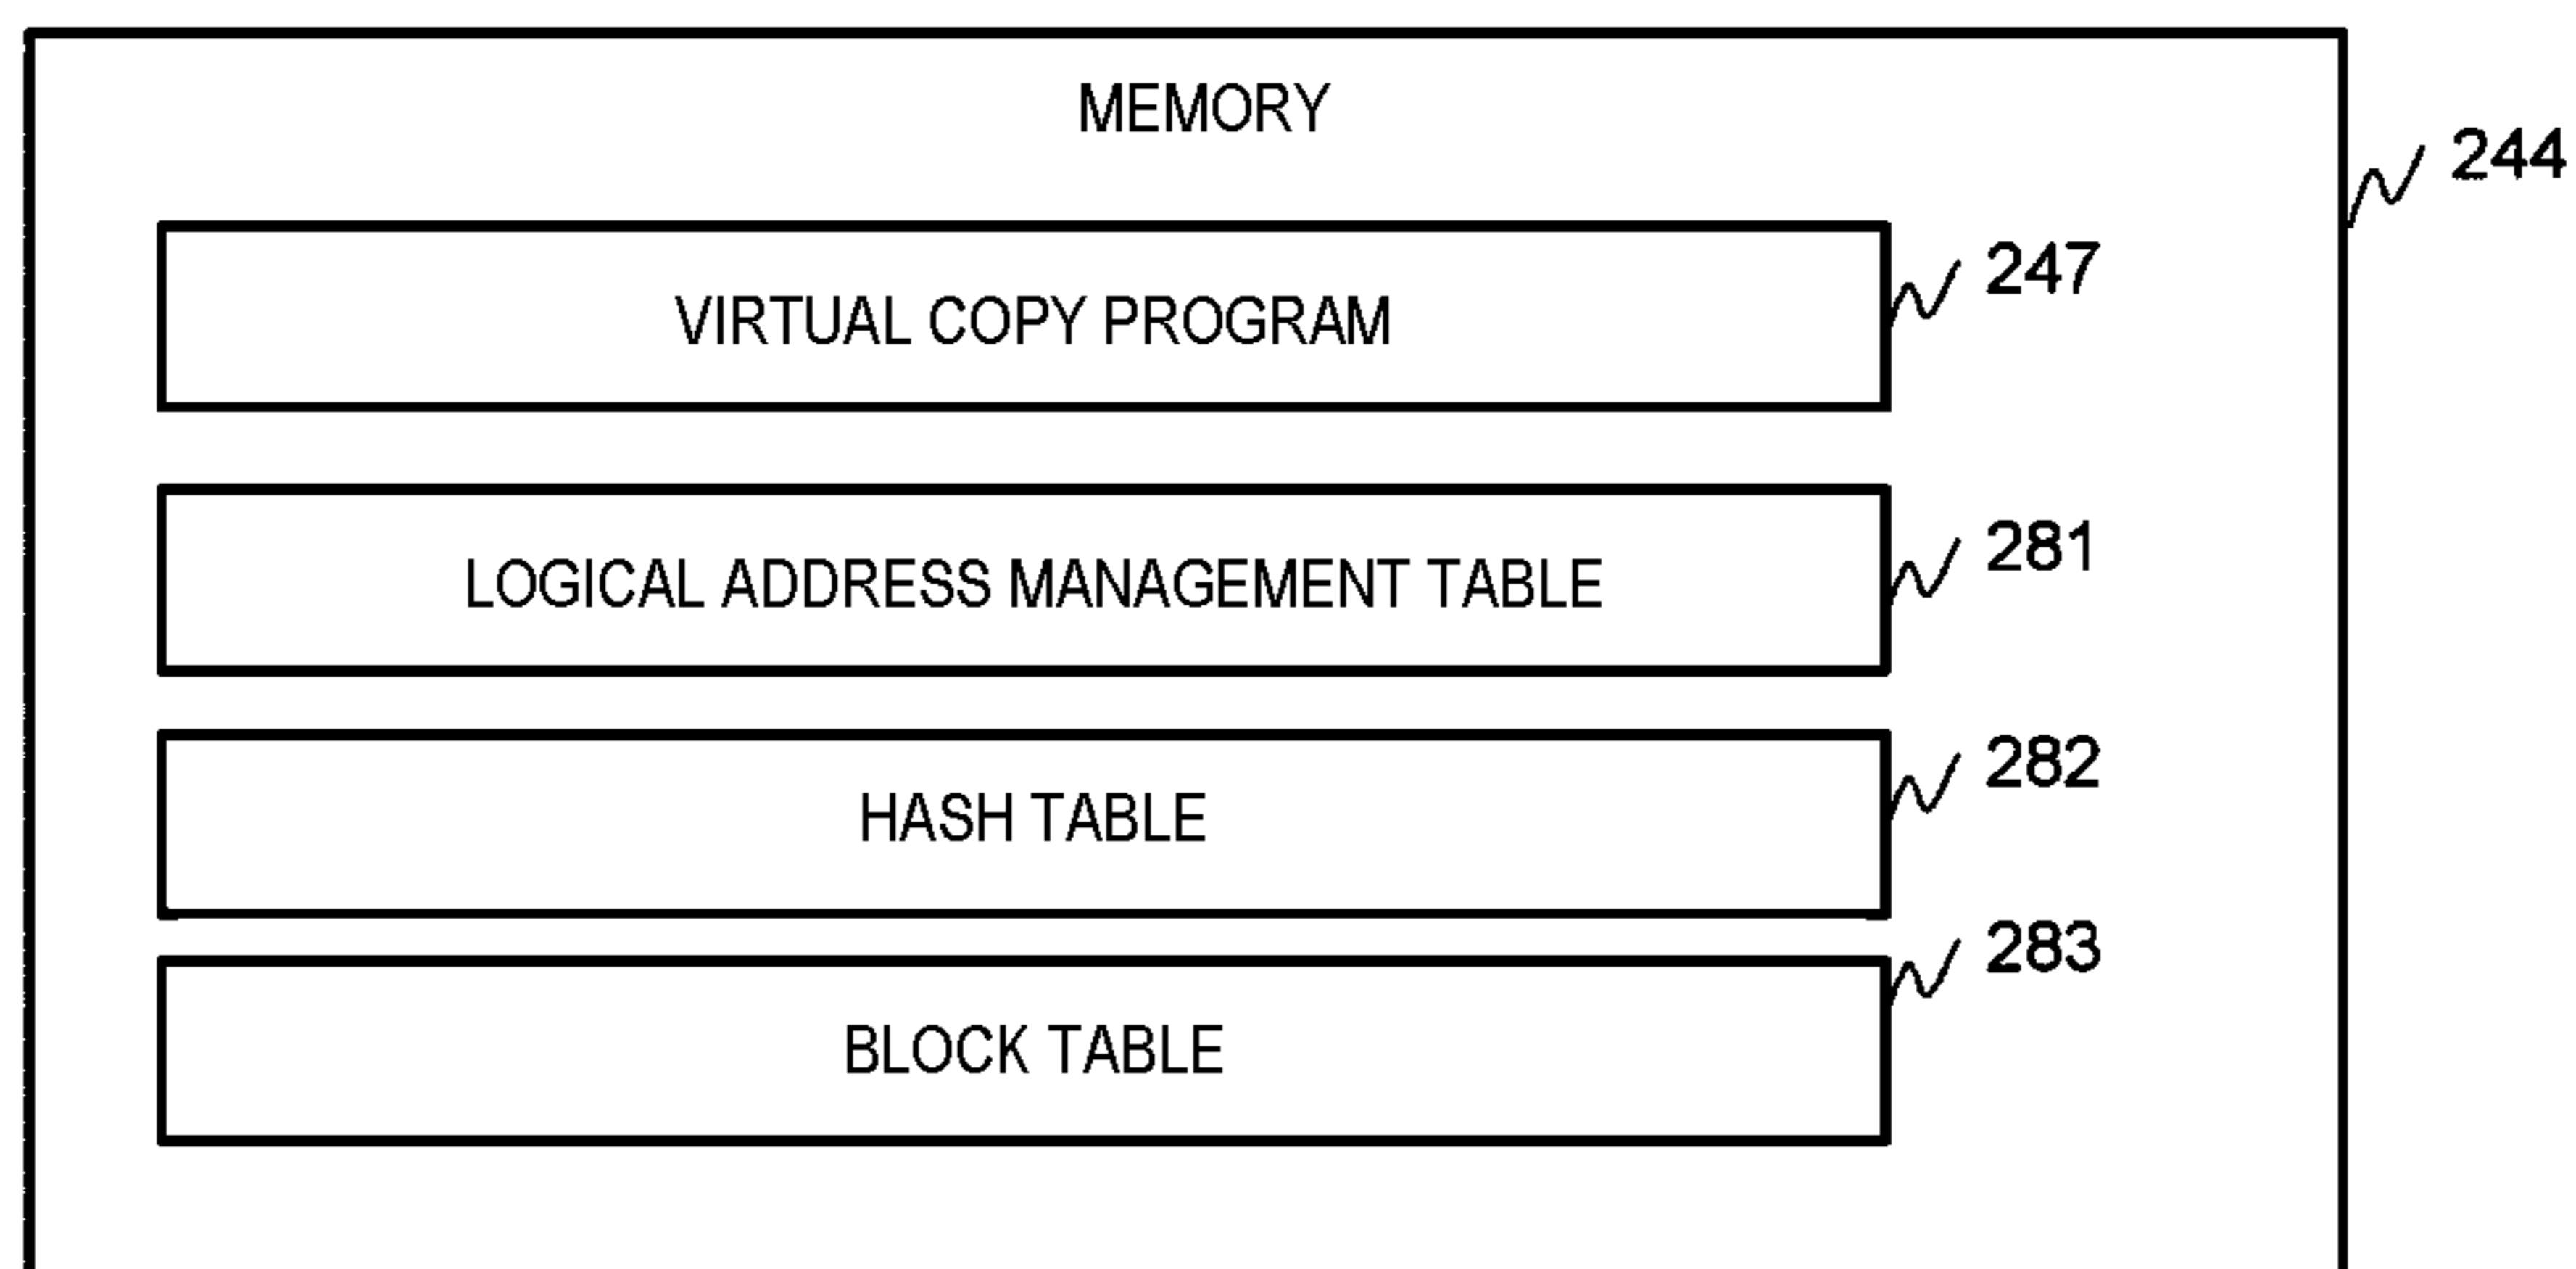 MEMORY
244
VIRTUAL COPY PROGRAM
247
LOGICAL ADDRESS MANAGEMENT TABLE
281
HASH TABLE
282
BLOCK TABLE
283